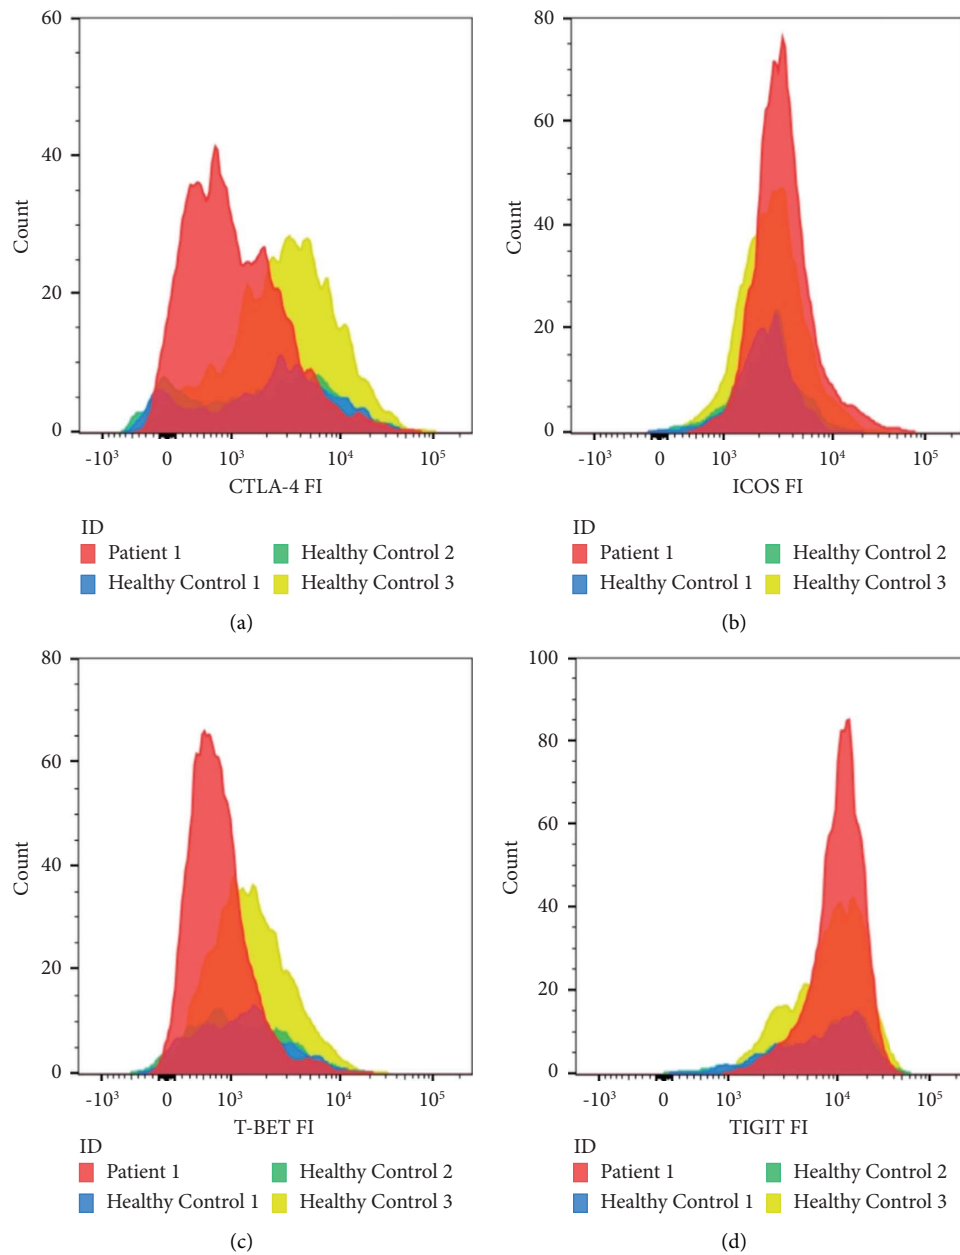 60
40
20
0
Count
-10³ 0 10³ 10⁴ 10⁵
CTLA-4 FI
ID
Patient 1 Healthy Control 2
Healthy Control 1 Healthy Control 3
(a)
80
60
40
20
0
Count
-10³ 0 10³ 10⁴ 10⁵
ICOS FI
ID
Patient 1 Healthy Control 2
Healthy Control 1 Healthy Control 3
(b)
80
60
40
20
0
Count
-10³ 0 10³ 10⁴ 10⁵
T-BET FI
ID
Patient 1 Healthy Control 2
Healthy Control 1 Healthy Control 3
(c)
100
80
60
40
20
0
Count
-10³ 0 10³ 10⁴ 10⁵
TIGIT FI
ID
Patient 1 Healthy Control 2
Healthy Control 1 Healthy Control 3
(d)